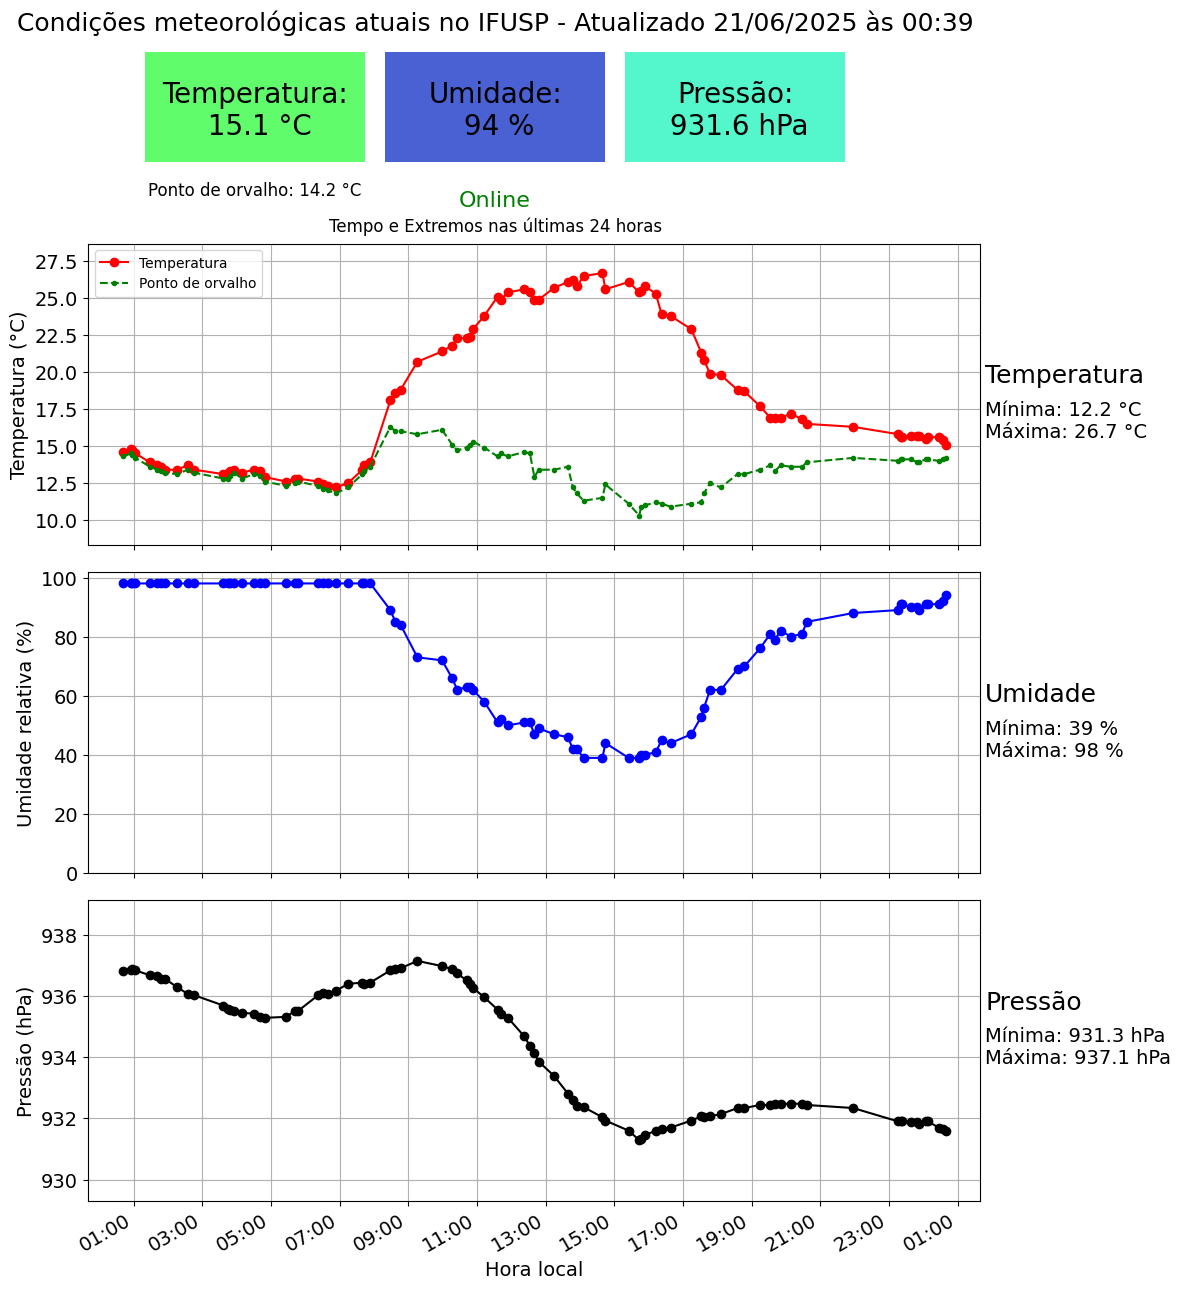 Condições meteorológicas atuais no IFUSP - Atualizado 21/06/2025 às 00:39
Temperatura:
15.1 °C
Umidade:
94 %
Pressão:
931.6 hPa
Ponto de orvalho: 14.2 °C
Online
Tempo e Extremos nas últimas 24 horas
Temperatura (°C)
27.5
25.0
22.5
20.0
17.5
15.0
12.5
10.0
Temperatura
Ponto de orvalho
Temperatura
Mínima: 12.2 °C
Máxima: 26.7 °C
Umidade relativa (%)
100
80
60
40
20
0
Umidade
Mínima: 39 %
Máxima: 98 %
Pressão (hPa)
938
936
934
932
930
Pressão
Mínima: 931.3 hPa
Máxima: 937.1 hPa
01:00 03:00 05:00 07:00 09:00 11:00 13:00 15:00 17:00 19:00 21:00 23:00 01:00
Hora local